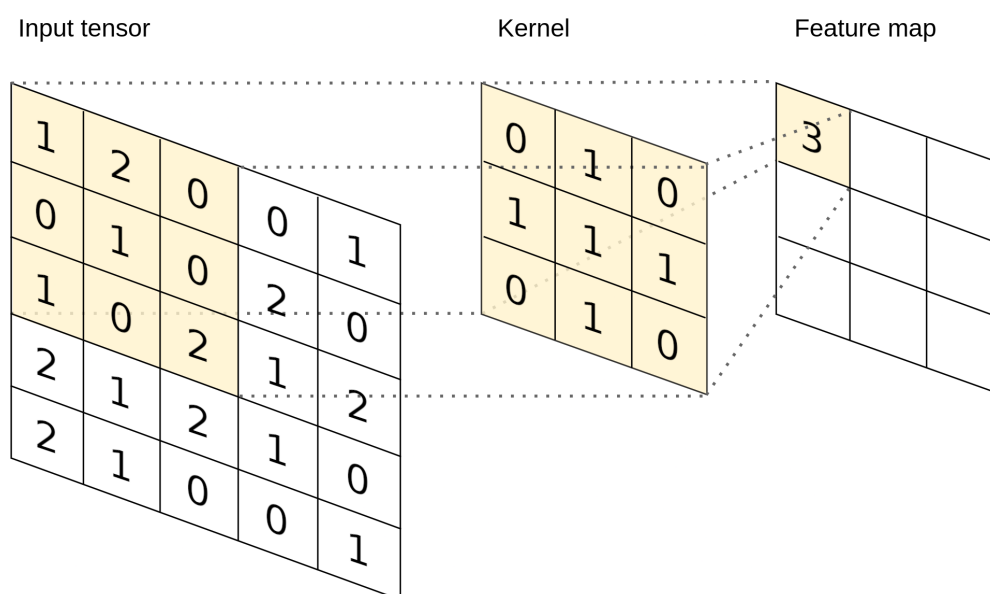 Input tensor
Kernel
Feature map
1 2 0 0 1
0 1 0 2 0
1 0 2 1 2
2 1 2 1 0
2 1 0 0 1
0 1 0
1 1 1
0 1 0
3